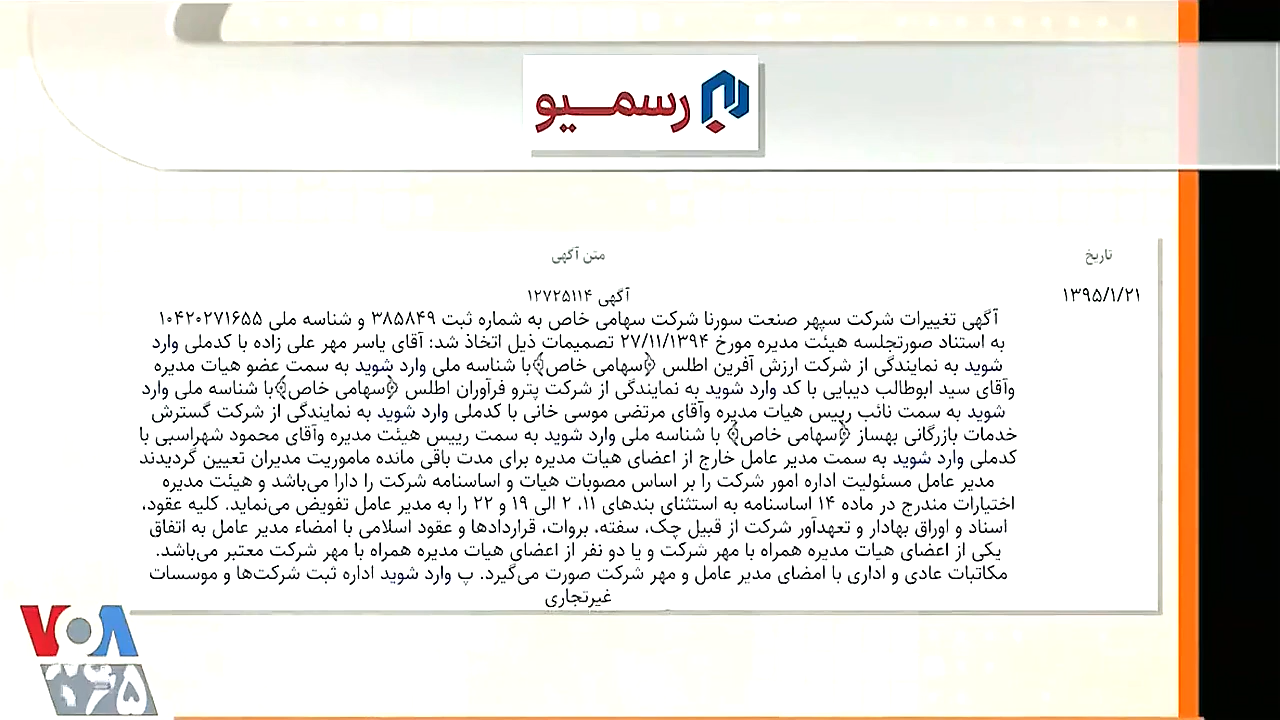 رسمیو
تاریخ
متن آگهی
۱۳۹۵/۱/۲۱
آگهی ۱۲۷۲۵۱۱۴
آگهی تغییرات شرکت سپهر صنعت سورنا شرکت سهامی خاص به شماره ثبت ۳۸۵۸۴۹ و شناسه ملی ۱۰۴۲۰۲۷۱۶۵۵
به استناد صورتجلسه هیئت مدیره مورخ ۲۷/۱۱/۱۳۹۴ تصمیمات ذیل اتخاذ شد: آقای یاسر مهر علی زاده با کدملی وارد
شوید به نمایندگی از شرکت ارزش آفرین اطلس ﴿سهامی خاص﴾با شناسه ملی وارد شوید به سمت عضو هیات مدیره
وآقای سید ابوطالب دیبایی با کد وارد شوید به نمایندگی از شرکت پترو فرآوران اطلس ﴿سهامی خاص﴾با شناسه ملی وارد
شوید به سمت نائب رییس هیات مدیره وآقای مرتضی موسی خانی با کدملی وارد شوید به نمایندگی از شرکت گسترش
خدمات بازرگانی بهساز ﴿سهامی خاص﴾ با شناسه ملی وارد شوید به سمت رییس هیئت مدیره وآقای محمود شهراسبی با
کدملی وارد شوید به سمت مدیر عامل خارج از اعضای هیات مدیره برای مدت باقی مانده ماموریت مدیران تعیین گردیدند
مدیر عامل مسئولیت اداره امور شرکت را بر اساس مصوبات هیات و اساسنامه شرکت را دارا می‌باشد و هیئت مدیره
اختیارات مندرج در ماده ۱۴ اساسنامه به استثنای بندهای ۱۱، ۲ الی ۱۹ و ۲۲ را به مدیر عامل تفویض می‌نماید. کلیه عقود،
اسناد و اوراق بهادار و تعهدآور شرکت از قبیل چک، سفته، بروات، قراردادها و عقود اسلامی با امضاء مدیر عامل به اتفاق
یکی از اعضای هیات مدیره همراه با مهر شرکت و یا دو نفر از اعضای هیات مدیره همراه با مهر شرکت معتبر می‌باشد.
مکاتبات عادی و اداری با امضای مدیر عامل و مهر شرکت صورت می‌گیرد. پ وارد شوید اداره ثبت شرکت‌ها و موسسات
غیرتجاری
VOA
۳۶۵